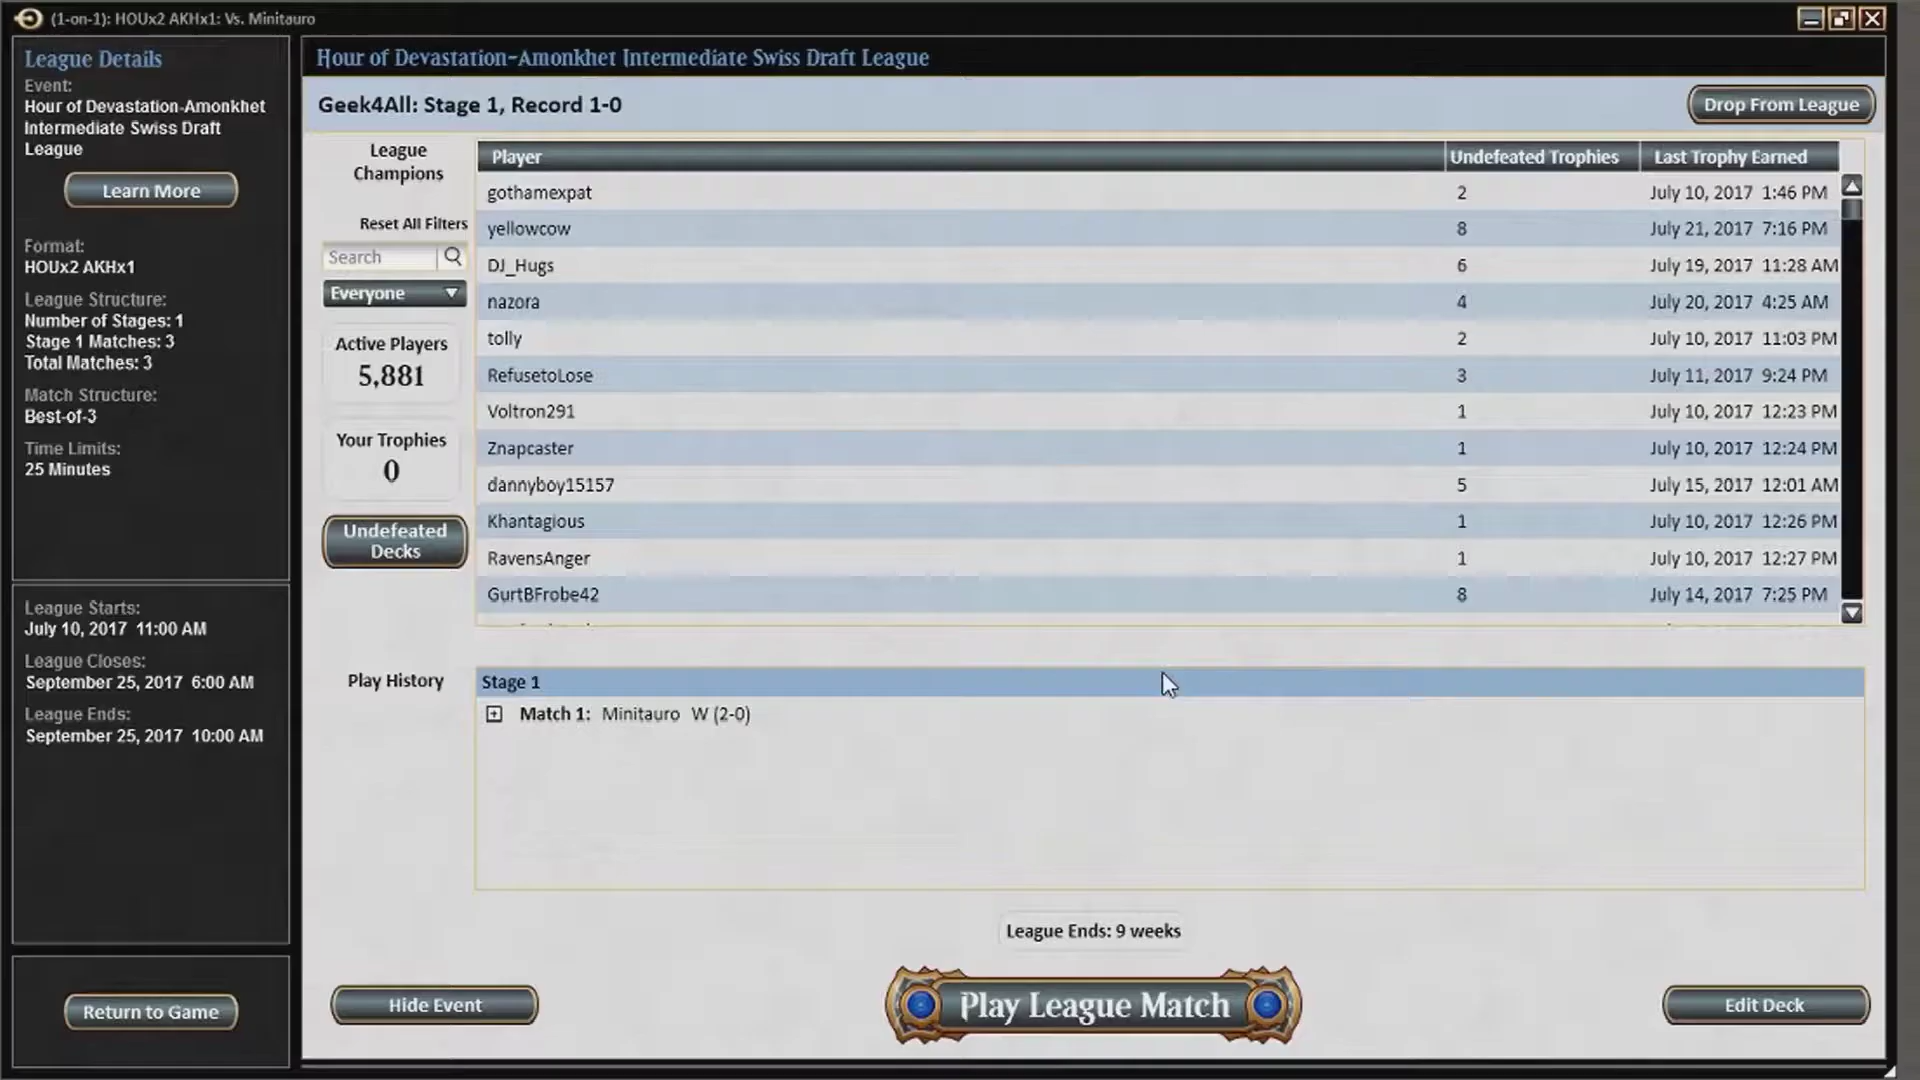 (1-on-1): HOUx2 AKHx1: Vs. Minitauro
League Details
Event:
Hour of Devastation-Amonkhet
Intermediate Swiss Draft
League
Learn More
Format:
HOUx2 AKHx1
League Structure:
Number of Stages: 1
Stage 1 Matches: 3
Total Matches: 3
Match Structure:
Best-of-3
Time Limits:
25 Minutes
League Starts:
July 10, 2017 11:00 AM
League Closes:
September 25, 2017 6:00 AM
League Ends:
September 25, 2017 10:00 AM
Return to Game
Hour of Devastation-Amonkhet Intermediate Swiss Draft League
Geek4All: Stage 1, Record 1-0
Drop From League
League
Champions
Reset All Filters
Search
Everyone
Active Players
5,881
Your Trophies
0
Undefeated
Decks
Player Undefeated Trophies Last Trophy Earned
gothamexpat 2 July 10, 2017 1:46 PM
yellowcow 8 July 21, 2017 7:16 PM
DJ_Hugs 6 July 19, 2017 11:28 AM
nazora 4 July 20, 2017 4:25 AM
tolly 2 July 10, 2017 11:03 PM
RefusetoLose 3 July 11, 2017 9:24 PM
Voltron291 1 July 10, 2017 12:23 PM
Znapcaster 1 July 10, 2017 12:24 PM
dannyboy15157 5 July 15, 2017 12:01 AM
Khantagious 1 July 10, 2017 12:26 PM
RavensAnger 1 July 10, 2017 12:27 PM
GurtBFrobe42 8 July 14, 2017 7:25 PM
Play History
Stage 1
Match 1: Minitauro W (2-0)
League Ends: 9 weeks
Hide Event
Play League Match
Edit Deck